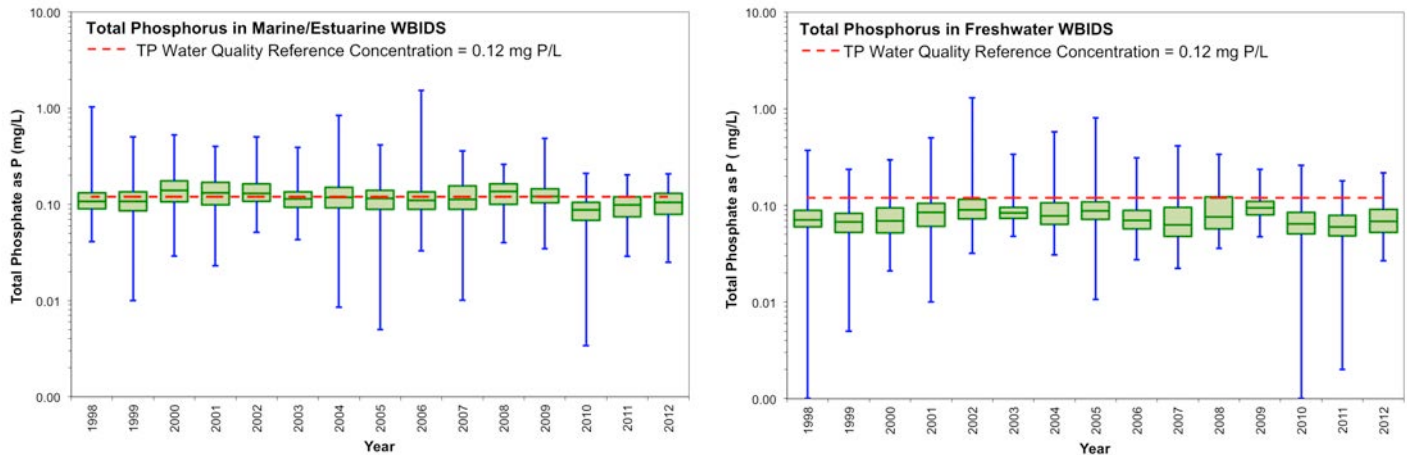 Total Phosphorus in Marine/Estuarine WBIDS
TP Water Quality Reference Concentration = 0.12 mg P/L
Total Phosphate as P (mg/L)
10.00
1.00
0.10
0.01
0.00
1998 1999 2000 2001 2002 2003 2004 2005 2006 2007 2008 2009 2010 2011 2012
Year
Total Phosphorus in Freshwater WBIDS
TP Water Quality Reference Concentration = 0.12 mg P/L
Total Phosphate as P ( mg/L)
10.00
1.00
0.10
0.01
0.00
1998 1999 2000 2001 2002 2003 2004 2005 2006 2007 2008 2009 2010 2011 2012
Year